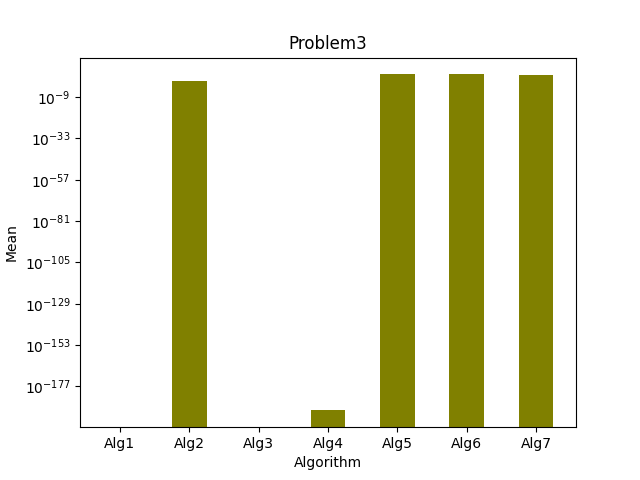 Problem3
Mean
10⁻⁹
10⁻³³
10⁻⁵⁷
10⁻⁸¹
10⁻¹⁰⁵
10⁻¹²⁹
10⁻¹⁵³
10⁻¹⁷⁷
Alg1 Alg2 Alg3 Alg4 Alg5 Alg6 Alg7
Algorithm